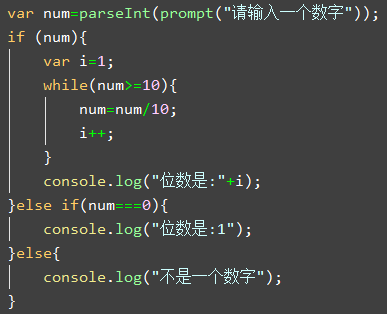 var num=parseInt(prompt("请输入一个数字"));
if (num){
    var i=1;
    while(num>=10){
        num=num/10;
        i++;
    }
    console.log("位数是:"+i);
}else if(num===0){
    console.log("位数是:1");
}else{
    console.log("不是一个数字");
}